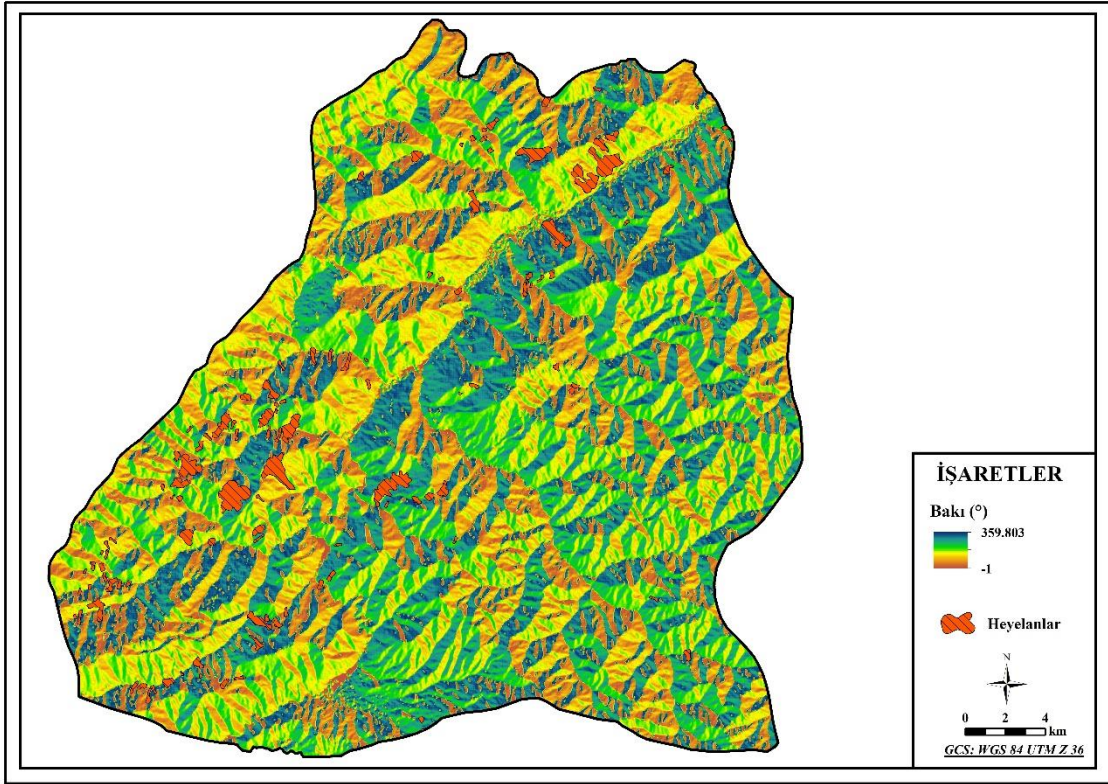 İŞARETLER
Bakı (°)
359.803
-1
Heyelanlar
N
0 2 4
km
GCS: WGS 84 UTM Z 36